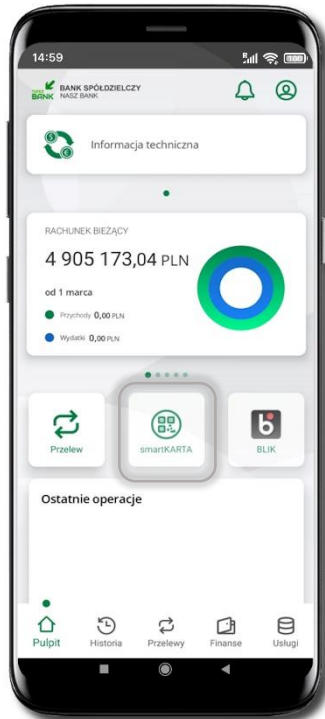 14:59
BANK SPÓŁDZIELCZY
NASZ BANK
BANK
Informacja techniczna
RACHUNEK BIEŻĄCY
4 905 173,04 PLN
od 1 marca
Przychody 0,00 PLN
Wydatki 0,00 PLN
Przelew
smartKARTA
BLIK
Ostatnie operacje
Pulpit
Historia
Przelewy
Finanse
Usługi